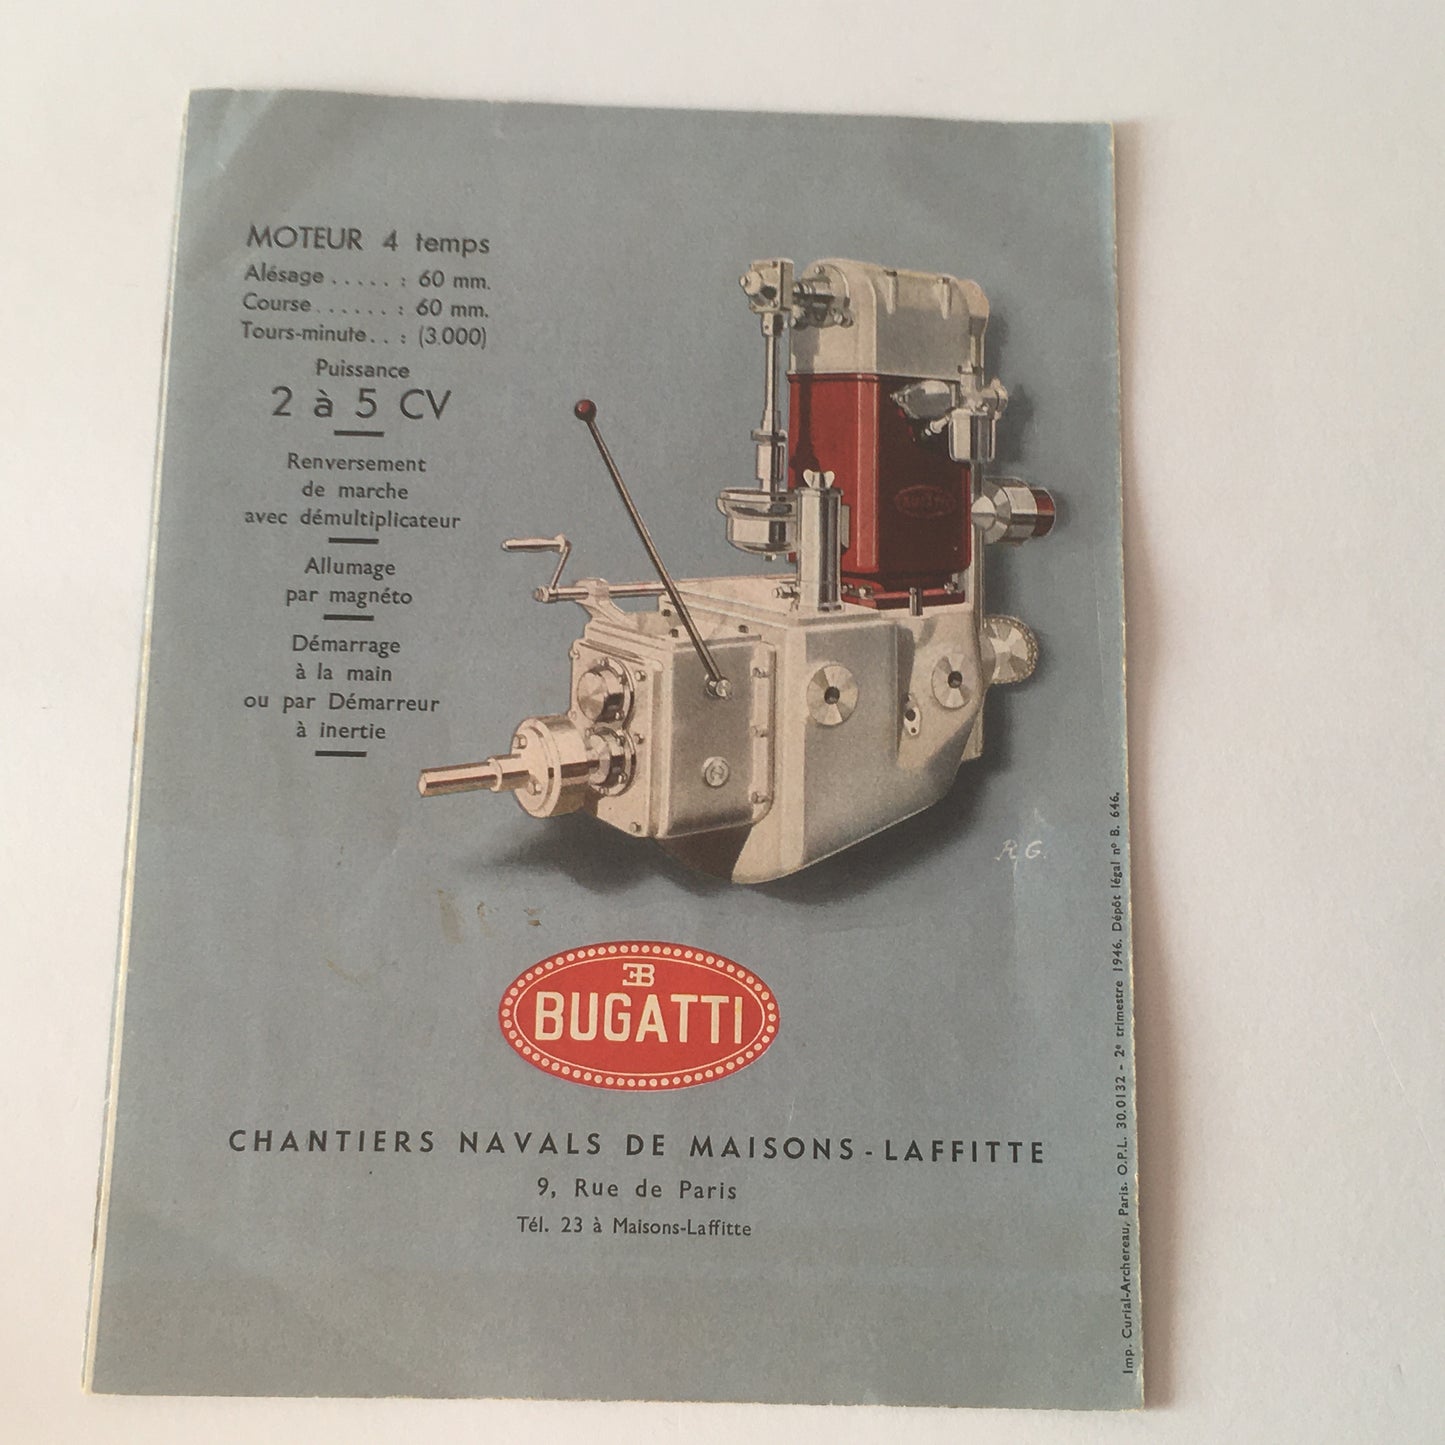 MOTEUR 4 temps
Alésage ..... : 60 mm.
Course ...... : 60 mm.
Tours-minute.. : (3.000)
Puissance
2 à 5 CV
Renversement
de marche
avec démultiplicateur
Allumage
par magnéto
Démarrage
à la main
ou par Démarreur
à inertie
R G.
EB
BUGATTI
CHANTIERS NAVALS DE MAISONS-LAFFITTE
9, Rue de Paris
Tél. 23 à Maisons-Laffitte
Imp. Curial-Archereau, Paris. O.P.L. 30.0132 - 2e trimestre 1946. Dépôt légal nº B. 646.